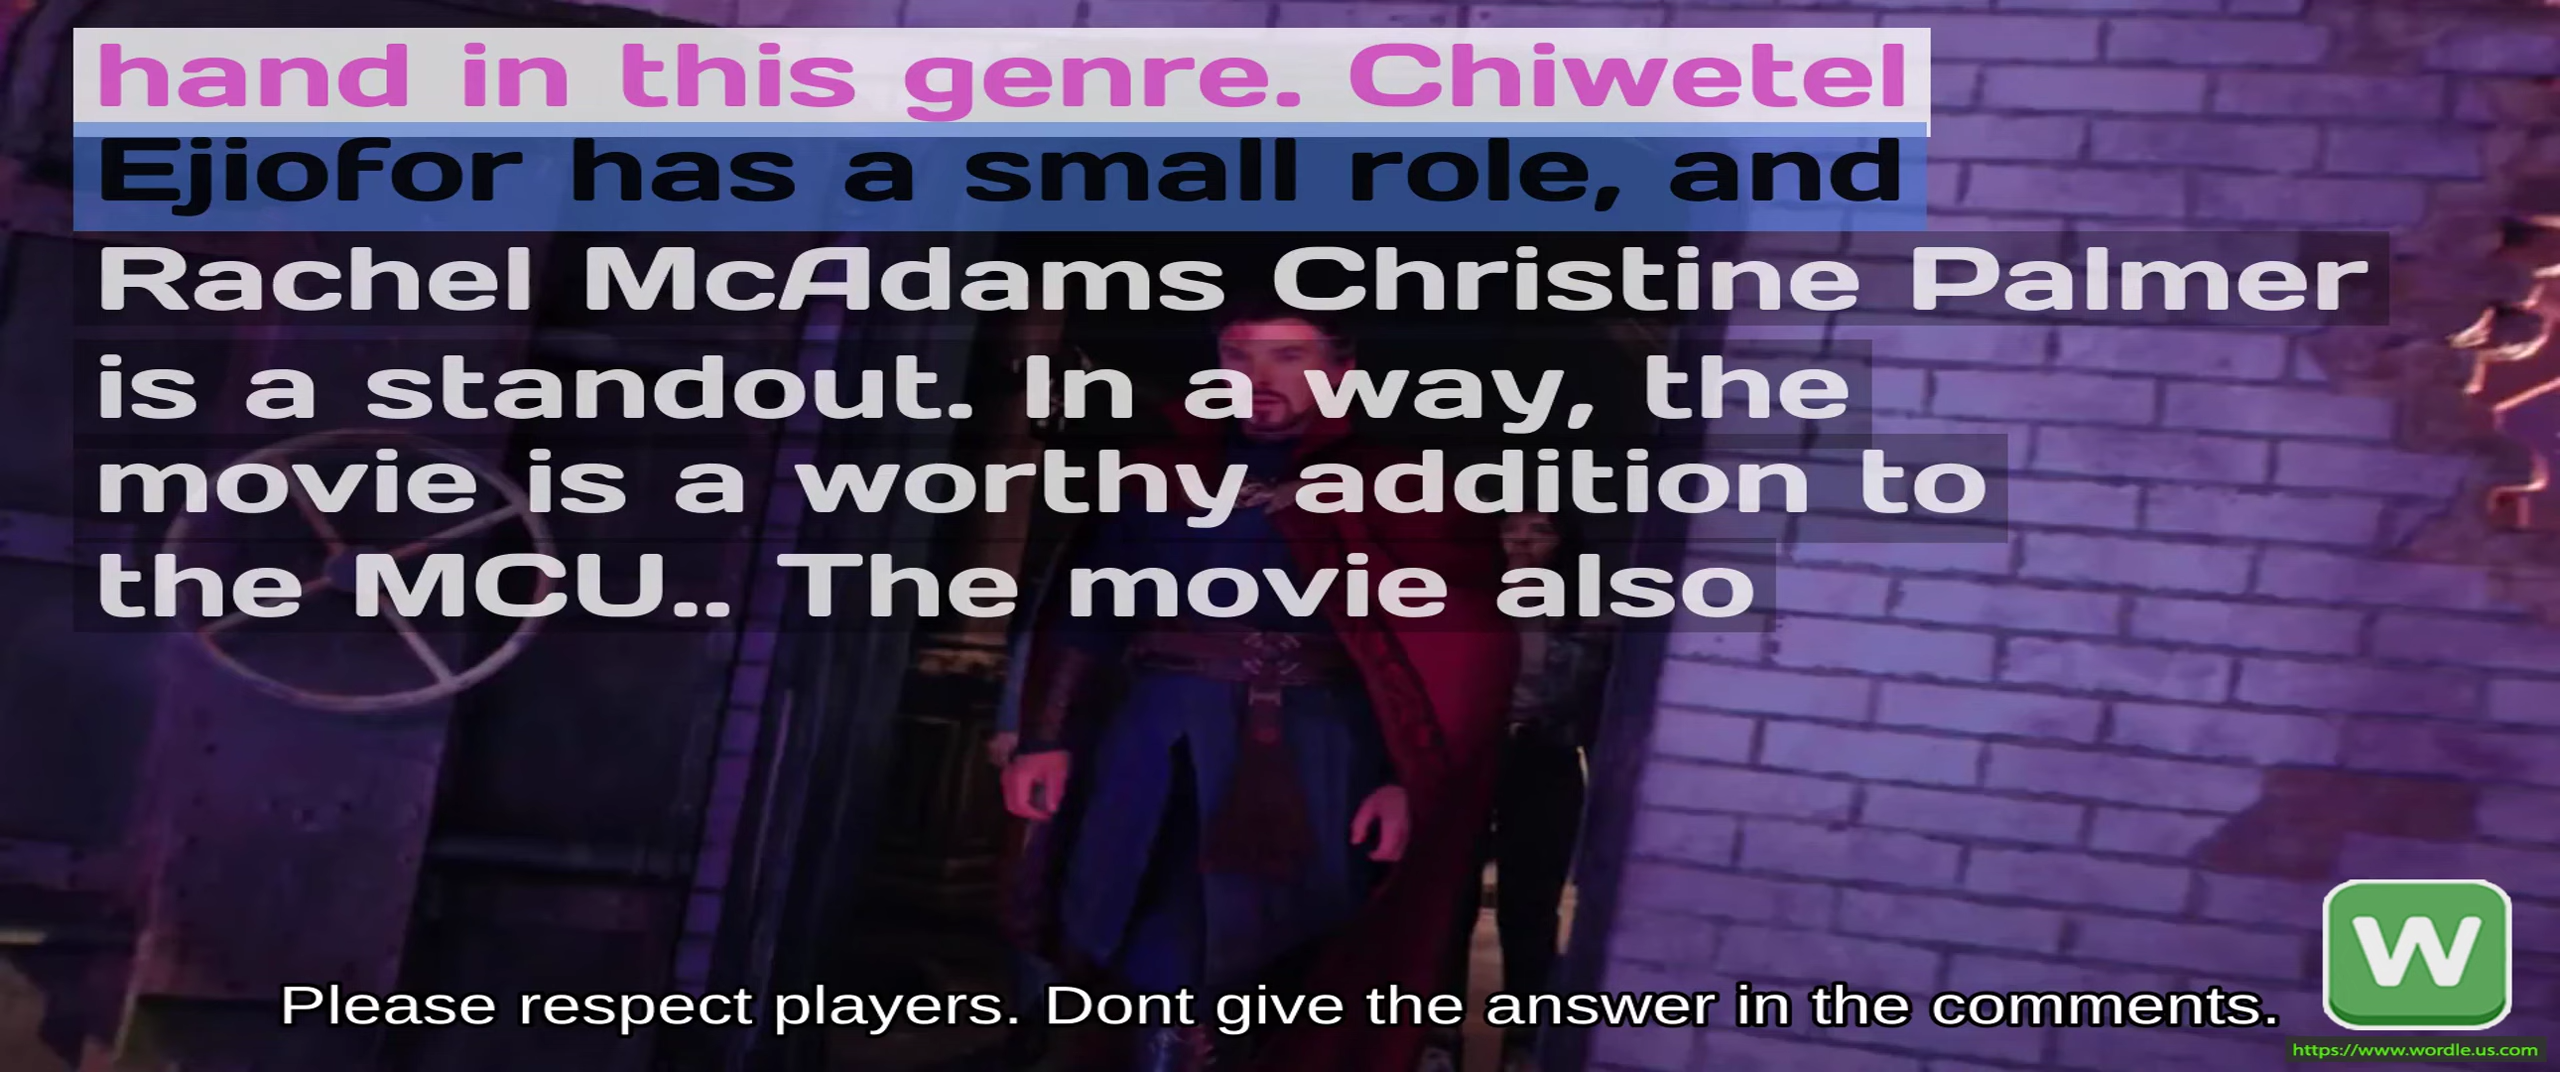 hand in this genre. Chiwetel
Ejiofor has a small role, and
Rachel McAdams Christine Palmer
is a standout. In a way, the
movie is a worthy addition to
the MCU.. The movie also
Please respect players. Dont give the answer in the comments.
W
https://www.wordle.us.com